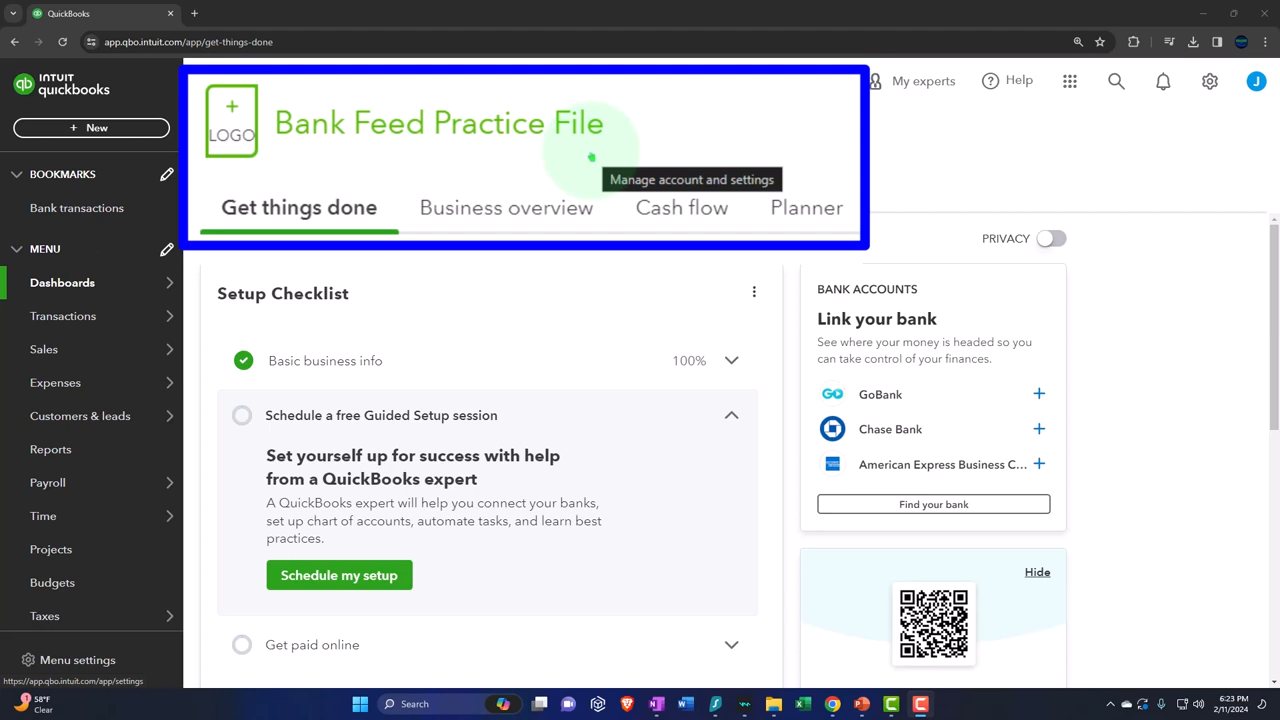 QuickBooks
app.qbo.intuit.com/app/get-things-done
INTUIT
quickbooks
+ New
BOOKMARKS
Bank transactions
MENU
Dashboards
Transactions
Sales
Expenses
Customers & leads
Reports
Payroll
Time
Projects
Budgets
Taxes
Menu settings
https://app.qbo.intuit.com/app/settings
+
LOGO
Bank Feed Practice File
Manage account and settings
Get things done Business overview Cash flow Planner
My experts Help J
PRIVACY
Setup Checklist
Basic business info 100%
Schedule a free Guided Setup session
Set yourself up for success with help
from a QuickBooks expert
A QuickBooks expert will help you connect your banks,
set up chart of accounts, automate tasks, and learn best
practices.
Schedule my setup
Get paid online
BANK ACCOUNTS
Link your bank
See where your money is headed so you
can take control of your finances.
GoBank
Chase Bank
American Express Business C...
Find your bank
Hide
58°F
Clear
Search
6:23 PM
2/11/2024